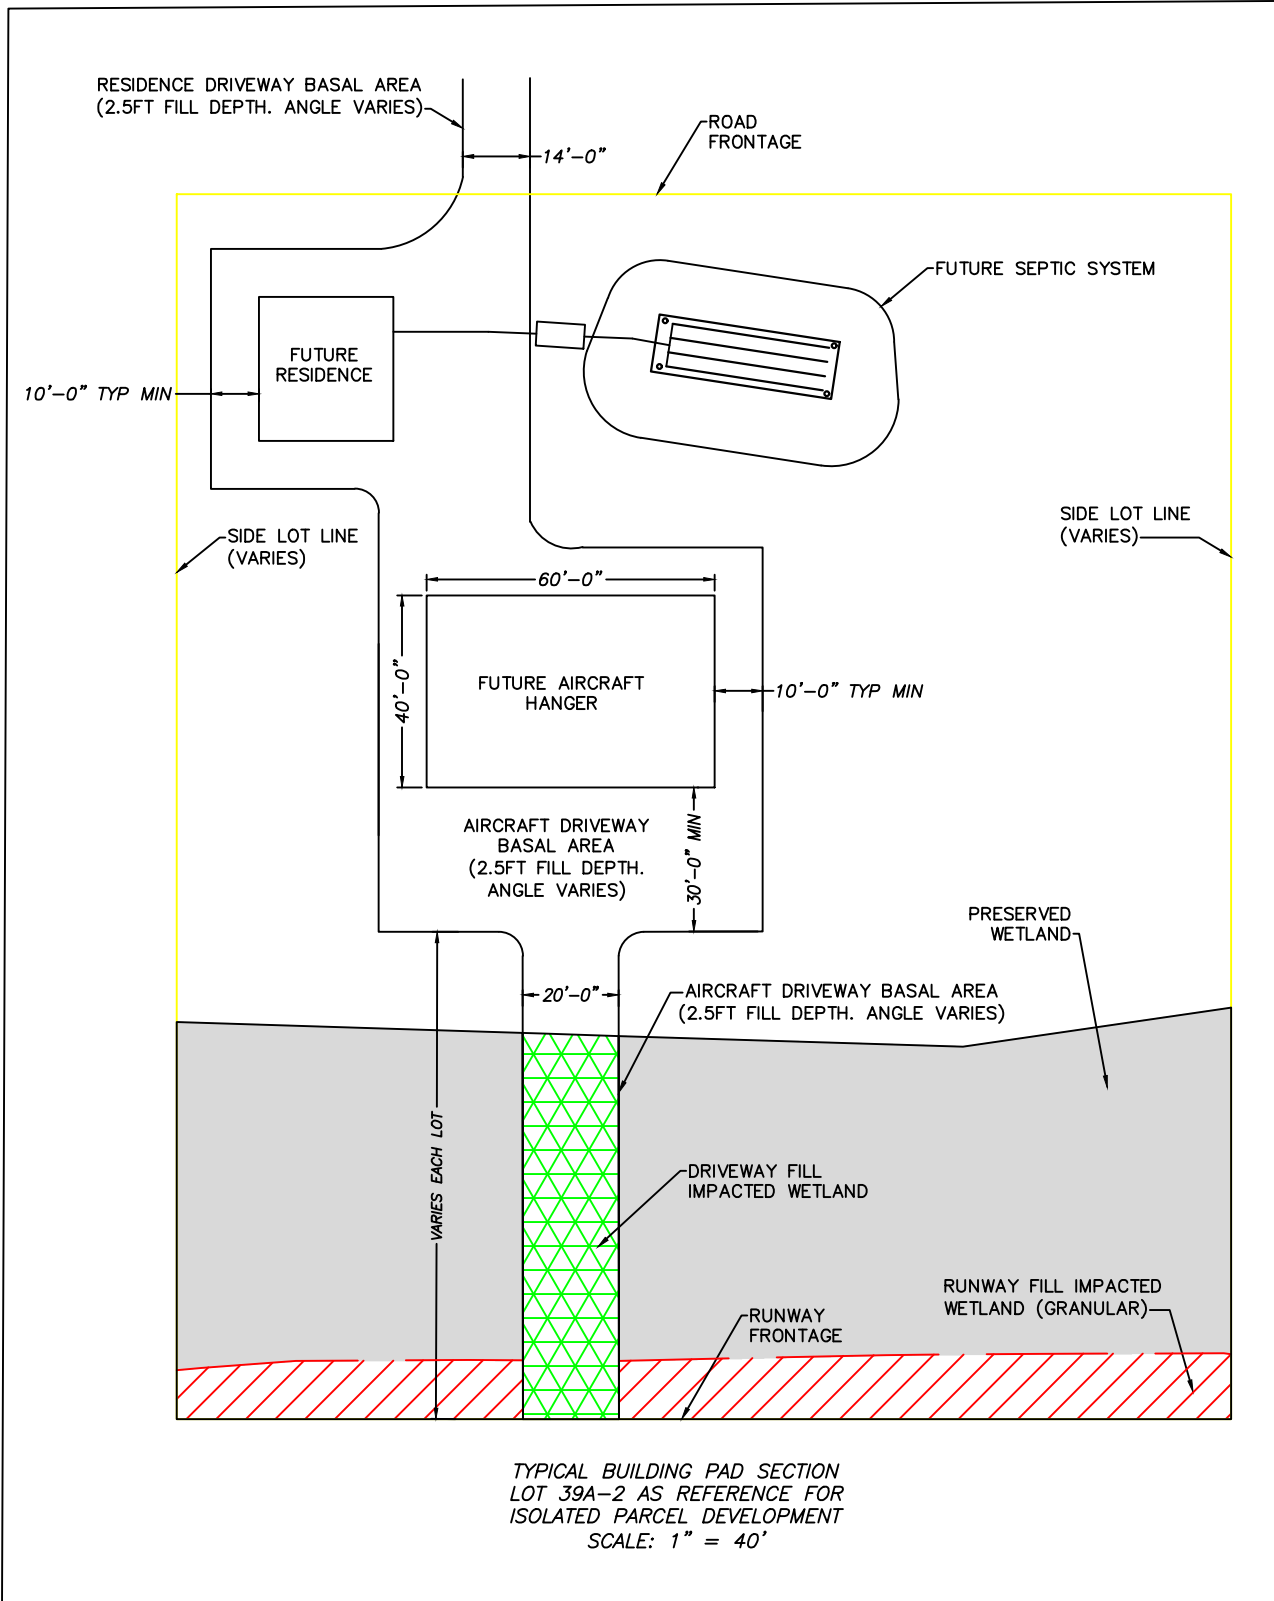 RESIDENCE DRIVEWAY BASAL AREA
(2.5FT FILL DEPTH. ANGLE VARIES)
ROAD
FRONTAGE
14'-0"
FUTURE SEPTIC SYSTEM
FUTURE
RESIDENCE
10'-0" TYP MIN
SIDE LOT LINE
(VARIES)
SIDE LOT LINE
(VARIES)
60'-0"
40'-0"
FUTURE AIRCRAFT
HANGER
10'-0" TYP MIN
AIRCRAFT DRIVEWAY
BASAL AREA
(2.5FT FILL DEPTH.
ANGLE VARIES)
30'-0" MIN
PRESERVED
WETLAND
20'-0"
AIRCRAFT DRIVEWAY BASAL AREA
(2.5FT FILL DEPTH. ANGLE VARIES)
VARIES EACH LOT
DRIVEWAY FILL
IMPACTED WETLAND
RUNWAY FILL IMPACTED
WETLAND (GRANULAR)
RUNWAY
FRONTAGE
TYPICAL BUILDING PAD SECTION
LOT 39A-2 AS REFERENCE FOR
ISOLATED PARCEL DEVELOPMENT
SCALE: 1" = 40'